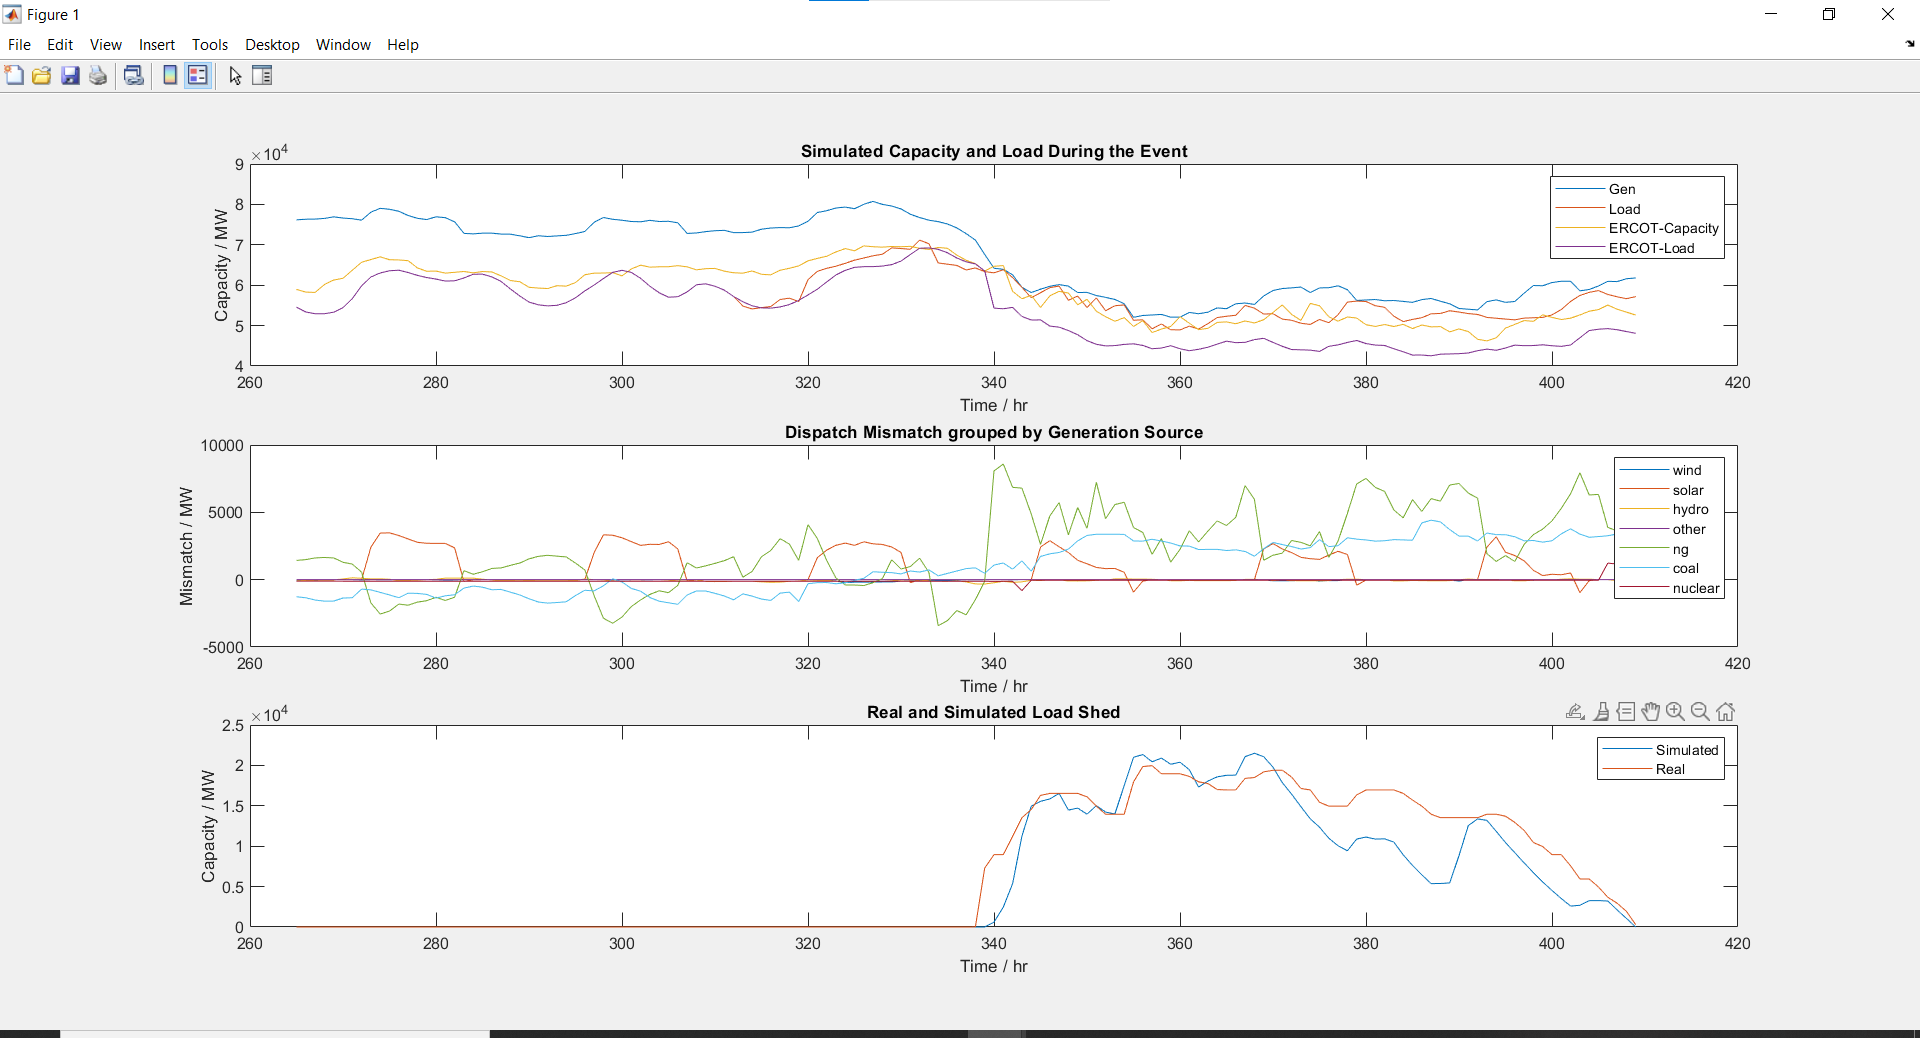 Figure 1
File Edit View Insert Tools Desktop Window Help
Simulated Capacity and Load During the Event
×10^4
9
8
7
6
5
4
Capacity / MW
260 280 300 320 340 360 380 400 420
Time / hr
Gen
Load
ERCOT-Capacity
ERCOT-Load
Dispatch Mismatch grouped by Generation Source
10000
5000
0
-5000
Mismatch / MW
260 280 300 320 340 360 380 400 420
Time / hr
wind
solar
hydro
other
ng
coal
nuclear
Real and Simulated Load Shed
×10^4
2.5
2
1.5
1
0.5
0
Capacity / MW
260 280 300 320 340 360 380 400 420
Time / hr
Simulated
Real